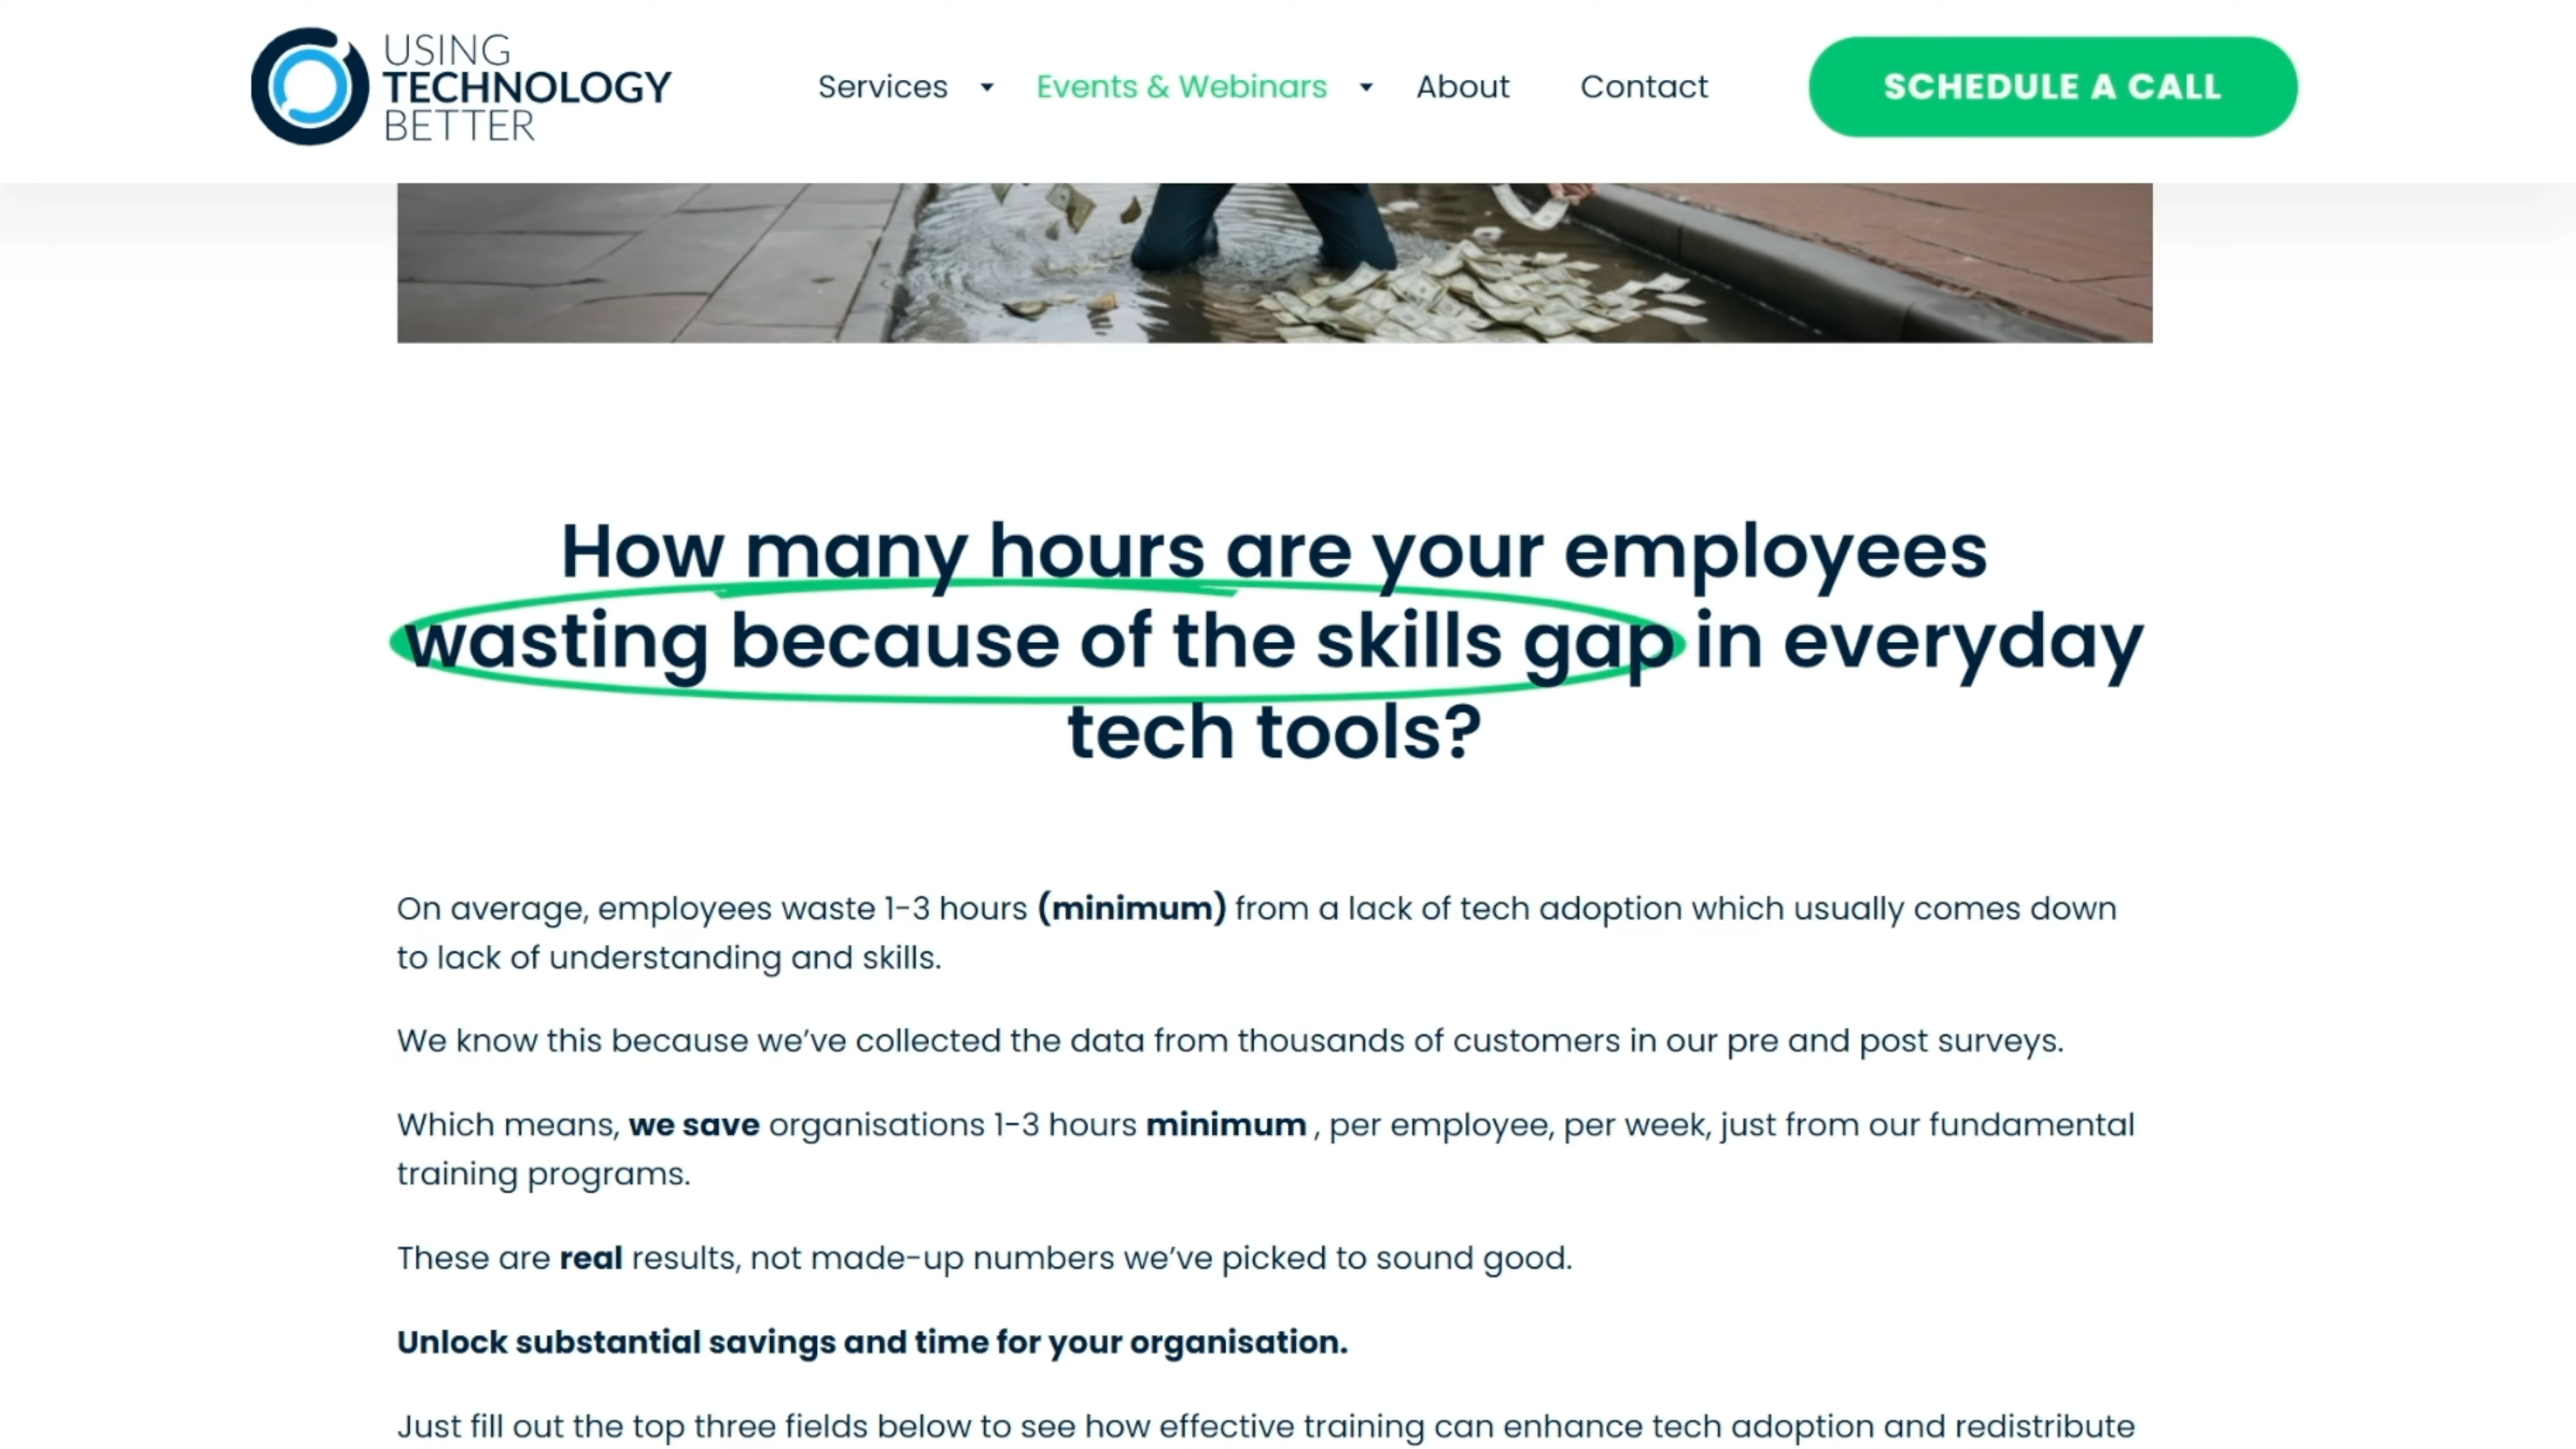 USING
TECHNOLOGY
BETTER
Services
Events & Webinars
About
Contact
SCHEDULE A CALL
How many hours are your employees
wasting because of the skills gap in everyday
tech tools?
On average, employees waste 1-3 hours (minimum) from a lack of tech adoption which usually comes down
to lack of understanding and skills.
We know this because we’ve collected the data from thousands of customers in our pre and post surveys.
Which means, we save organisations 1-3 hours minimum , per employee, per week, just from our fundamental
training programs.
These are real results, not made-up numbers we’ve picked to sound good.
Unlock substantial savings and time for your organisation.
Just fill out the top three fields below to see how effective training can enhance tech adoption and redistribute